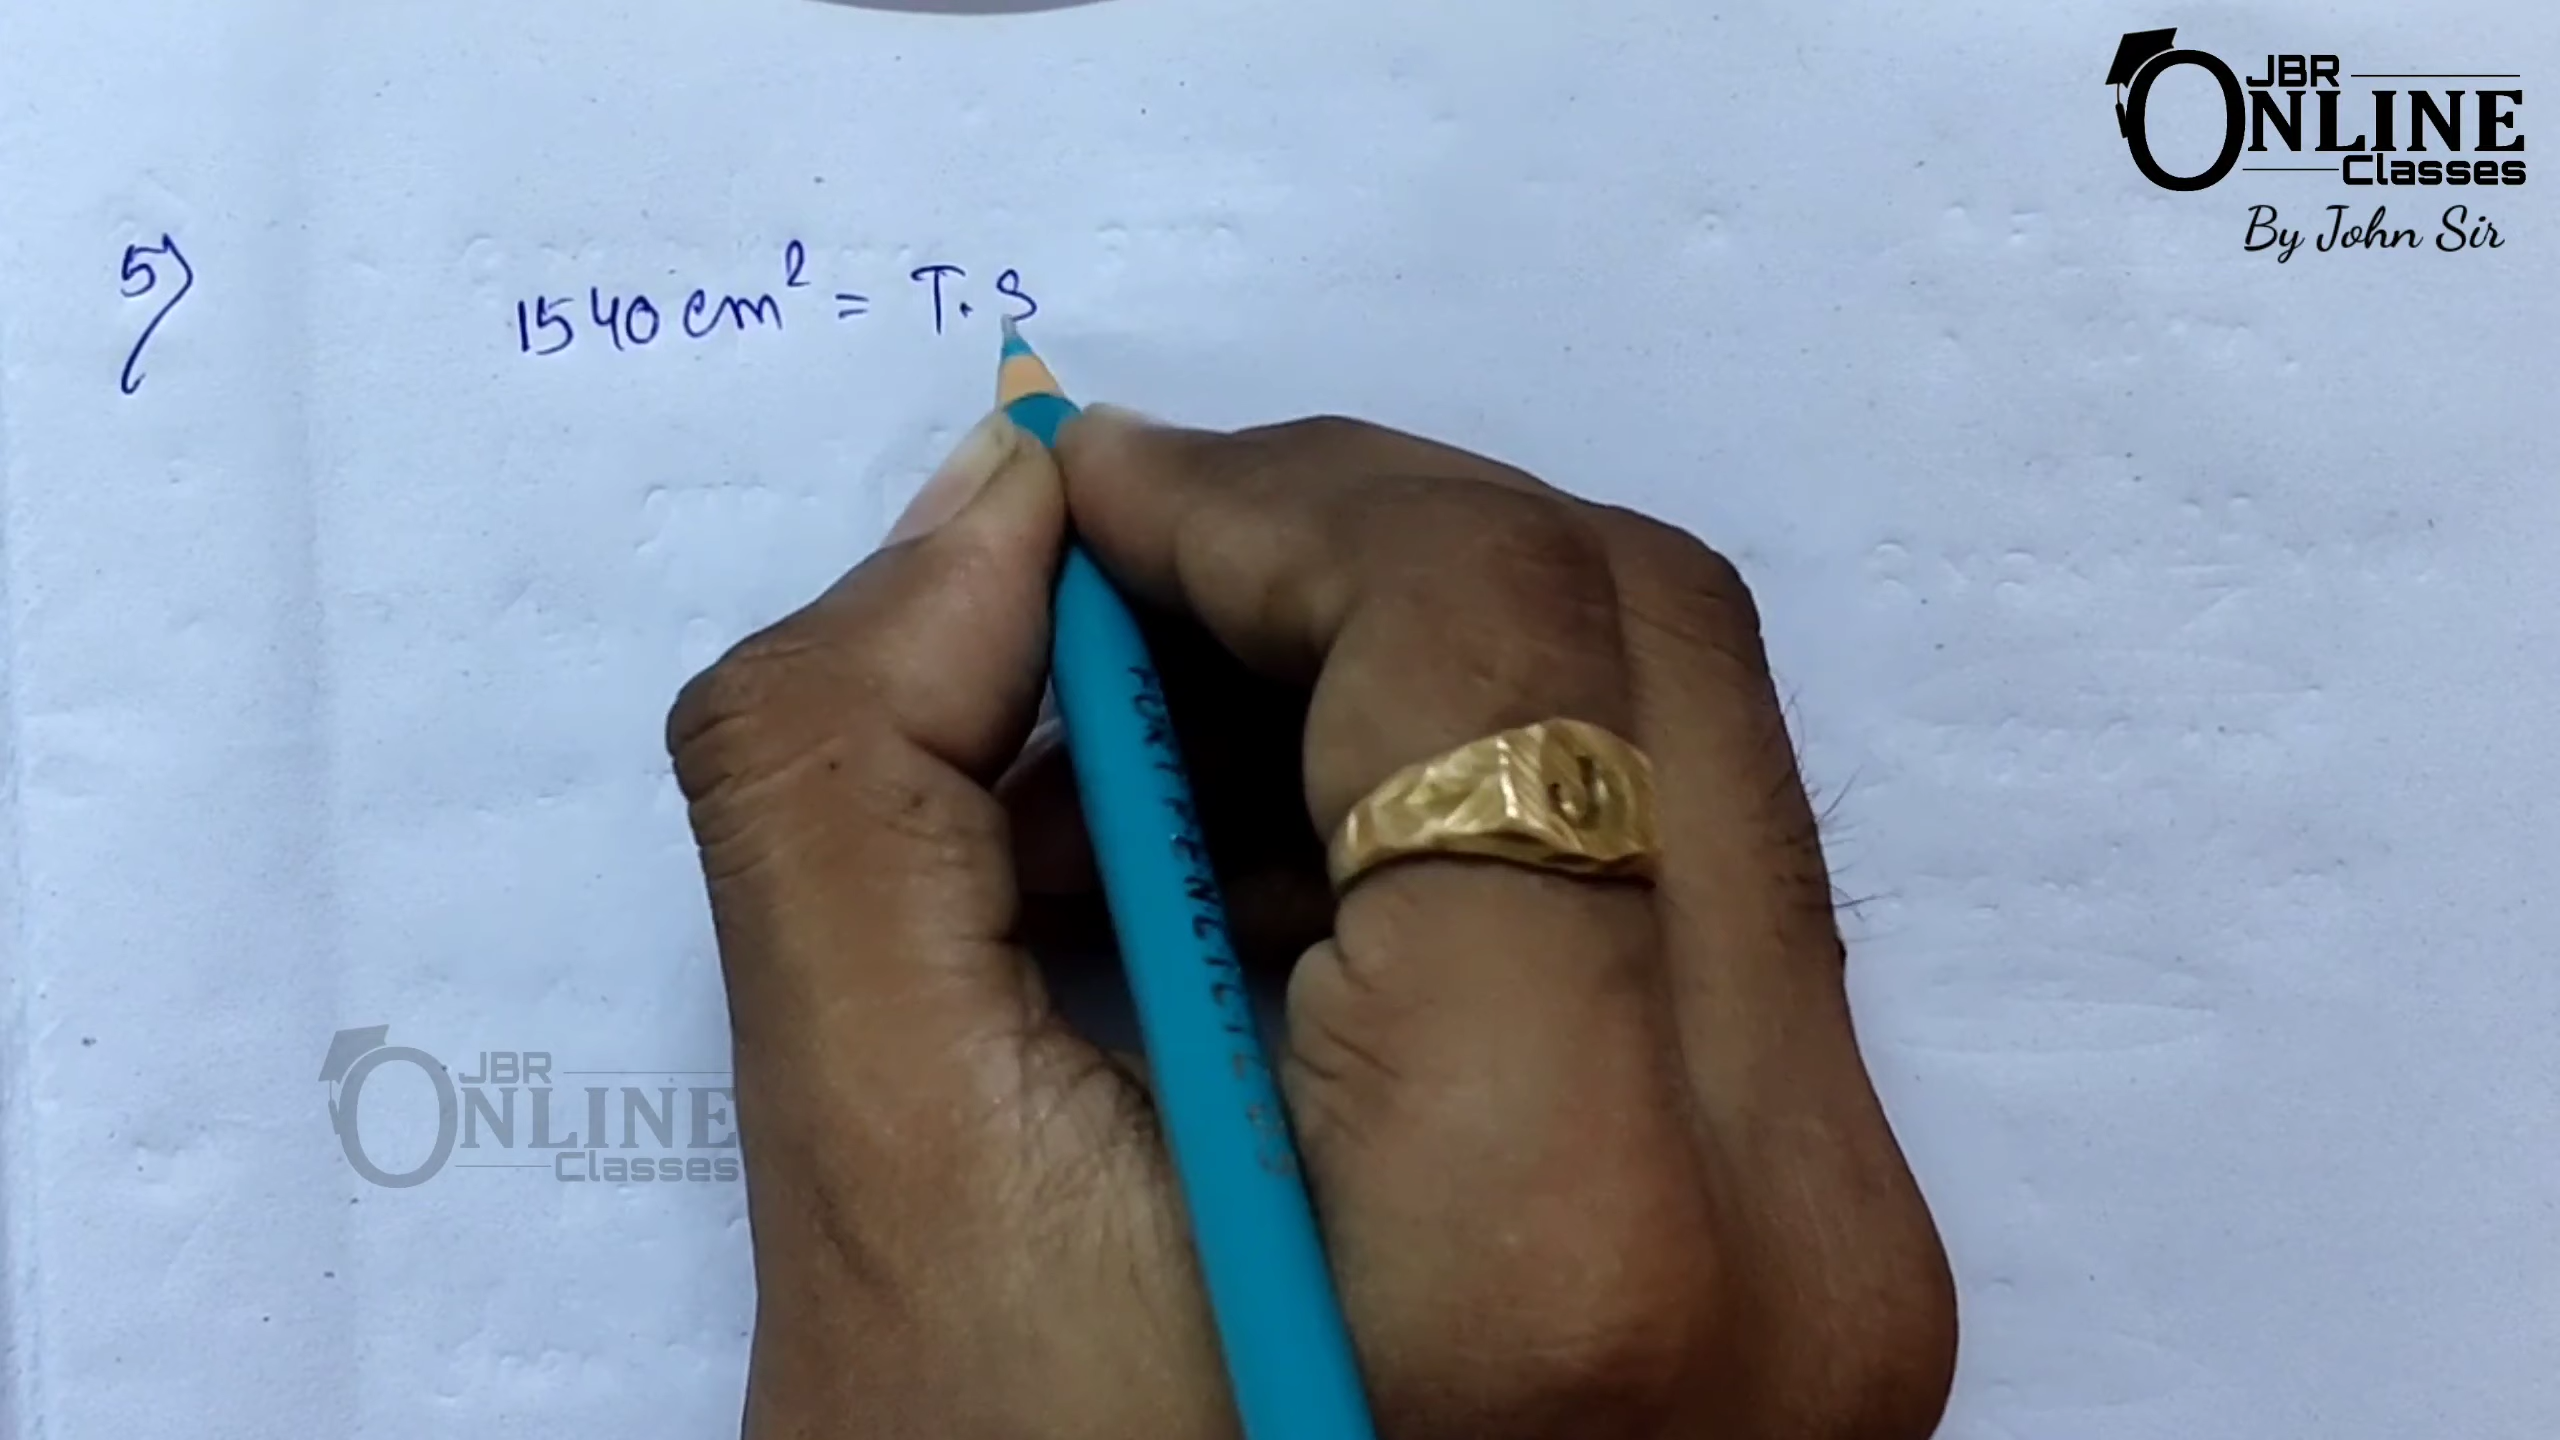 JBR
ONLINE
Classes
By John Sir
5)
1540 cm² = T. S
JBR
ONLINE
Classes